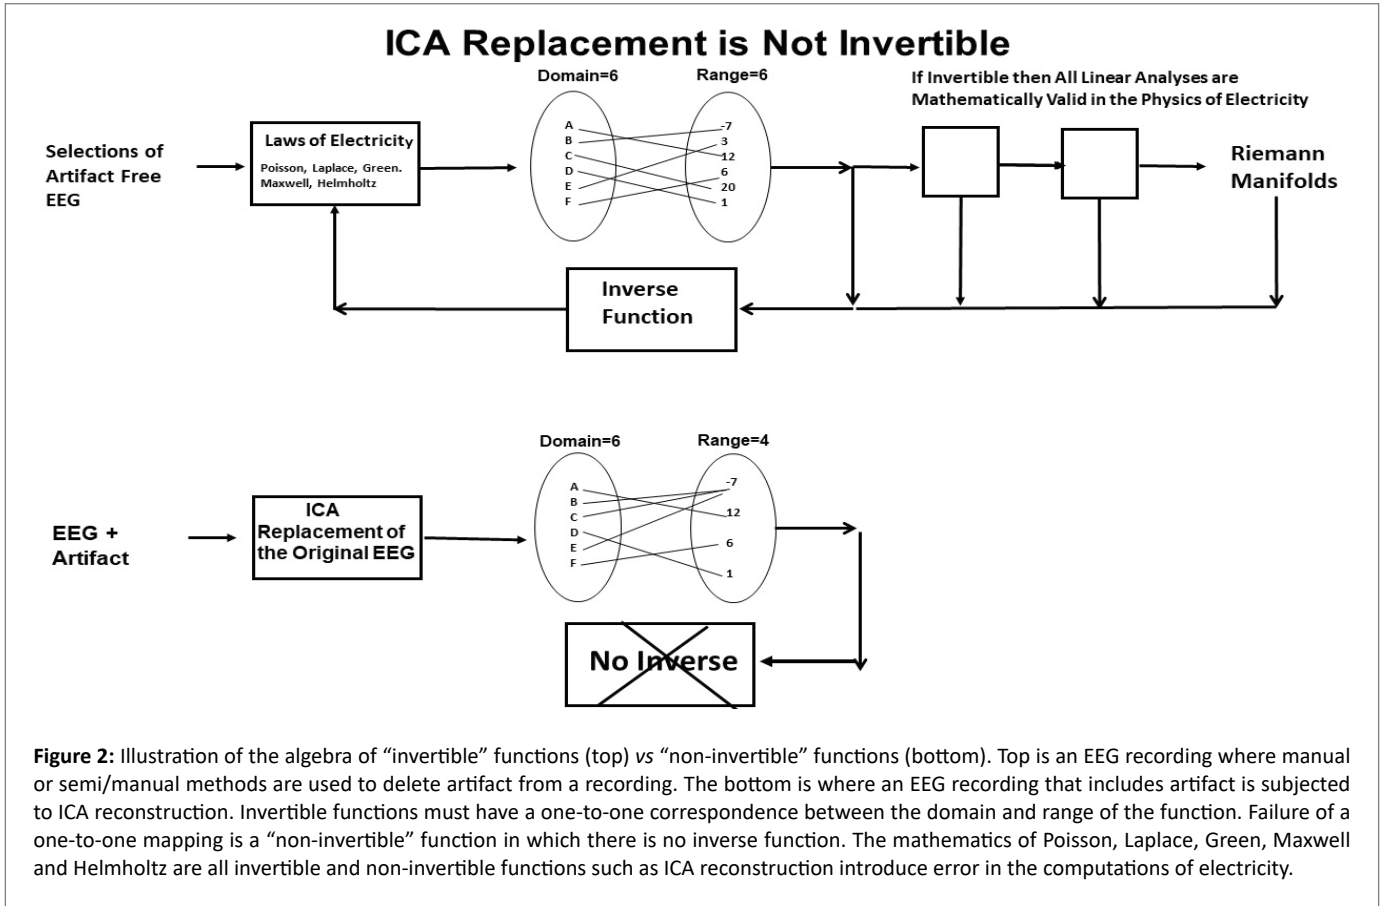 ICA Replacement is Not Invertible
Domain=6
Range=6
If Invertible then All Linear Analyses are
Mathematically Valid in the Physics of Electricity
Selections of
Artifact Free
EEG
Laws of Electricity
Poisson, Laplace, Green.
Maxwell, Helmholtz
A
B
C
D
E
F
-7
3
12
6
20
1
Riemann
Manifolds
Inverse
Function
Domain=6
Range=4
EEG +
Artifact
ICA
Replacement of
the Original EEG
A
B
C
D
E
F
-7
12
6
1
No Inverse
Figure 2: Illustration of the algebra of “invertible” functions (top) vs “non-invertible” functions (bottom). Top is an EEG recording where manual
or semi/manual methods are used to delete artifact from a recording. The bottom is where an EEG recording that includes artifact is subjected
to ICA reconstruction. Invertible functions must have a one-to-one correspondence between the domain and range of the function. Failure of a
one-to-one mapping is a “non-invertible” function in which there is no inverse function. The mathematics of Poisson, Laplace, Green, Maxwell
and Helmholtz are all invertible and non-invertible functions such as ICA reconstruction introduce error in the computations of electricity.